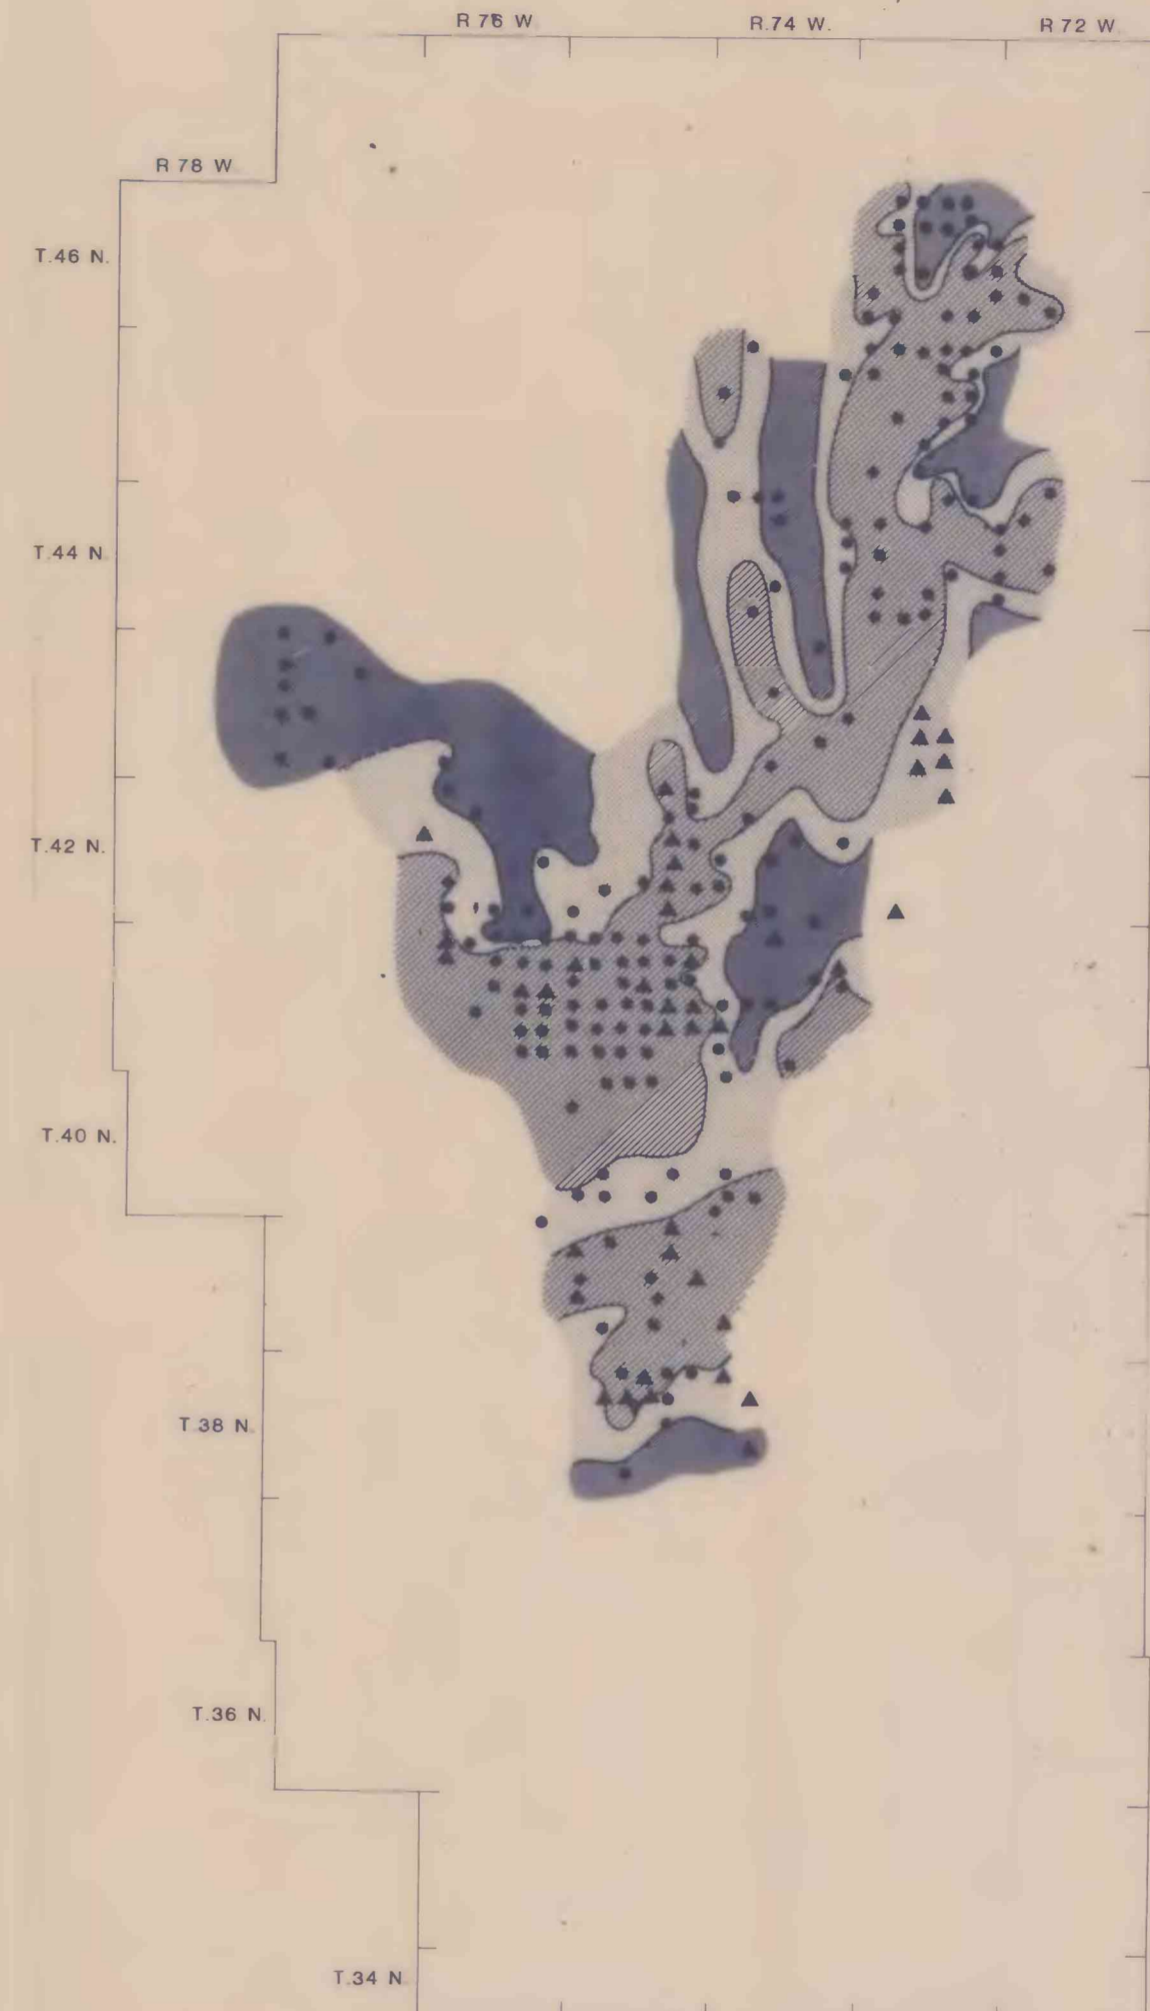 R 76 W.
R.74 W.
R 72 W.
R 78 W.
T.46 N.
T.44 N.
T.42 N.
T.40 N.
T.38 N.
T.36 N.
T.34 N.